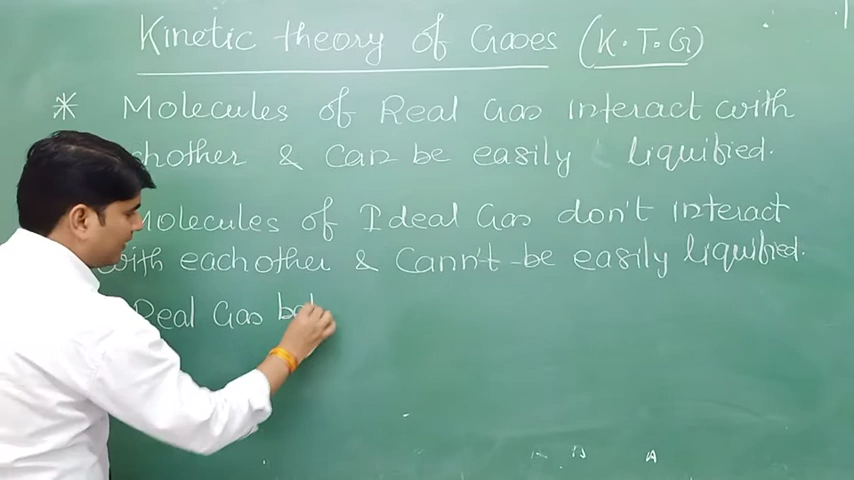 Kinetic theory of Gases (K.T.G)
* Molecules of Real Gas interact with
& can be easily liquified.
Molecules of Ideal Gas don't interact
with eachother & cann't be easily liquified.
Real Gas